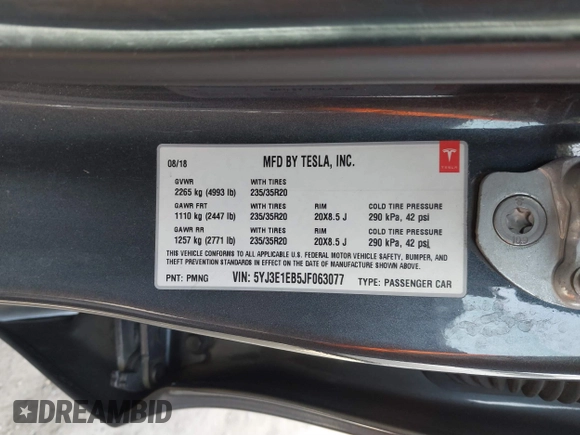 08/18 MFD BY TESLA, INC.
GVWR WITH TIRES
2265 kg (4993 lb) 235/35R20
GAWR FRT WITH TIRES RIM COLD TIRE PRESSURE
1110 kg (2447 lb) 235/35R20 20X8.5 J 290 kPa, 42 psi
GAWR RR WITH TIRES RIM COLD TIRE PRESSURE
1257 kg (2771 lb) 235/35R20 20X8.5 J 290 kPa, 42 psi
THIS VEHICLE CONFORMS TO ALL APPLICABLE U.S. FEDERAL MOTOR VEHICLE SAFETY, BUMPER, AND
THEFT PREVENTION STANDARDS IN EFFECT ON THE DATE OF MANUFACTURE SHOWN ABOVE.
PNT: PMNG VIN: 5YJ3E1EB5JF063077 TYPE: PASSENGER CAR
TESLA
DREAMBID